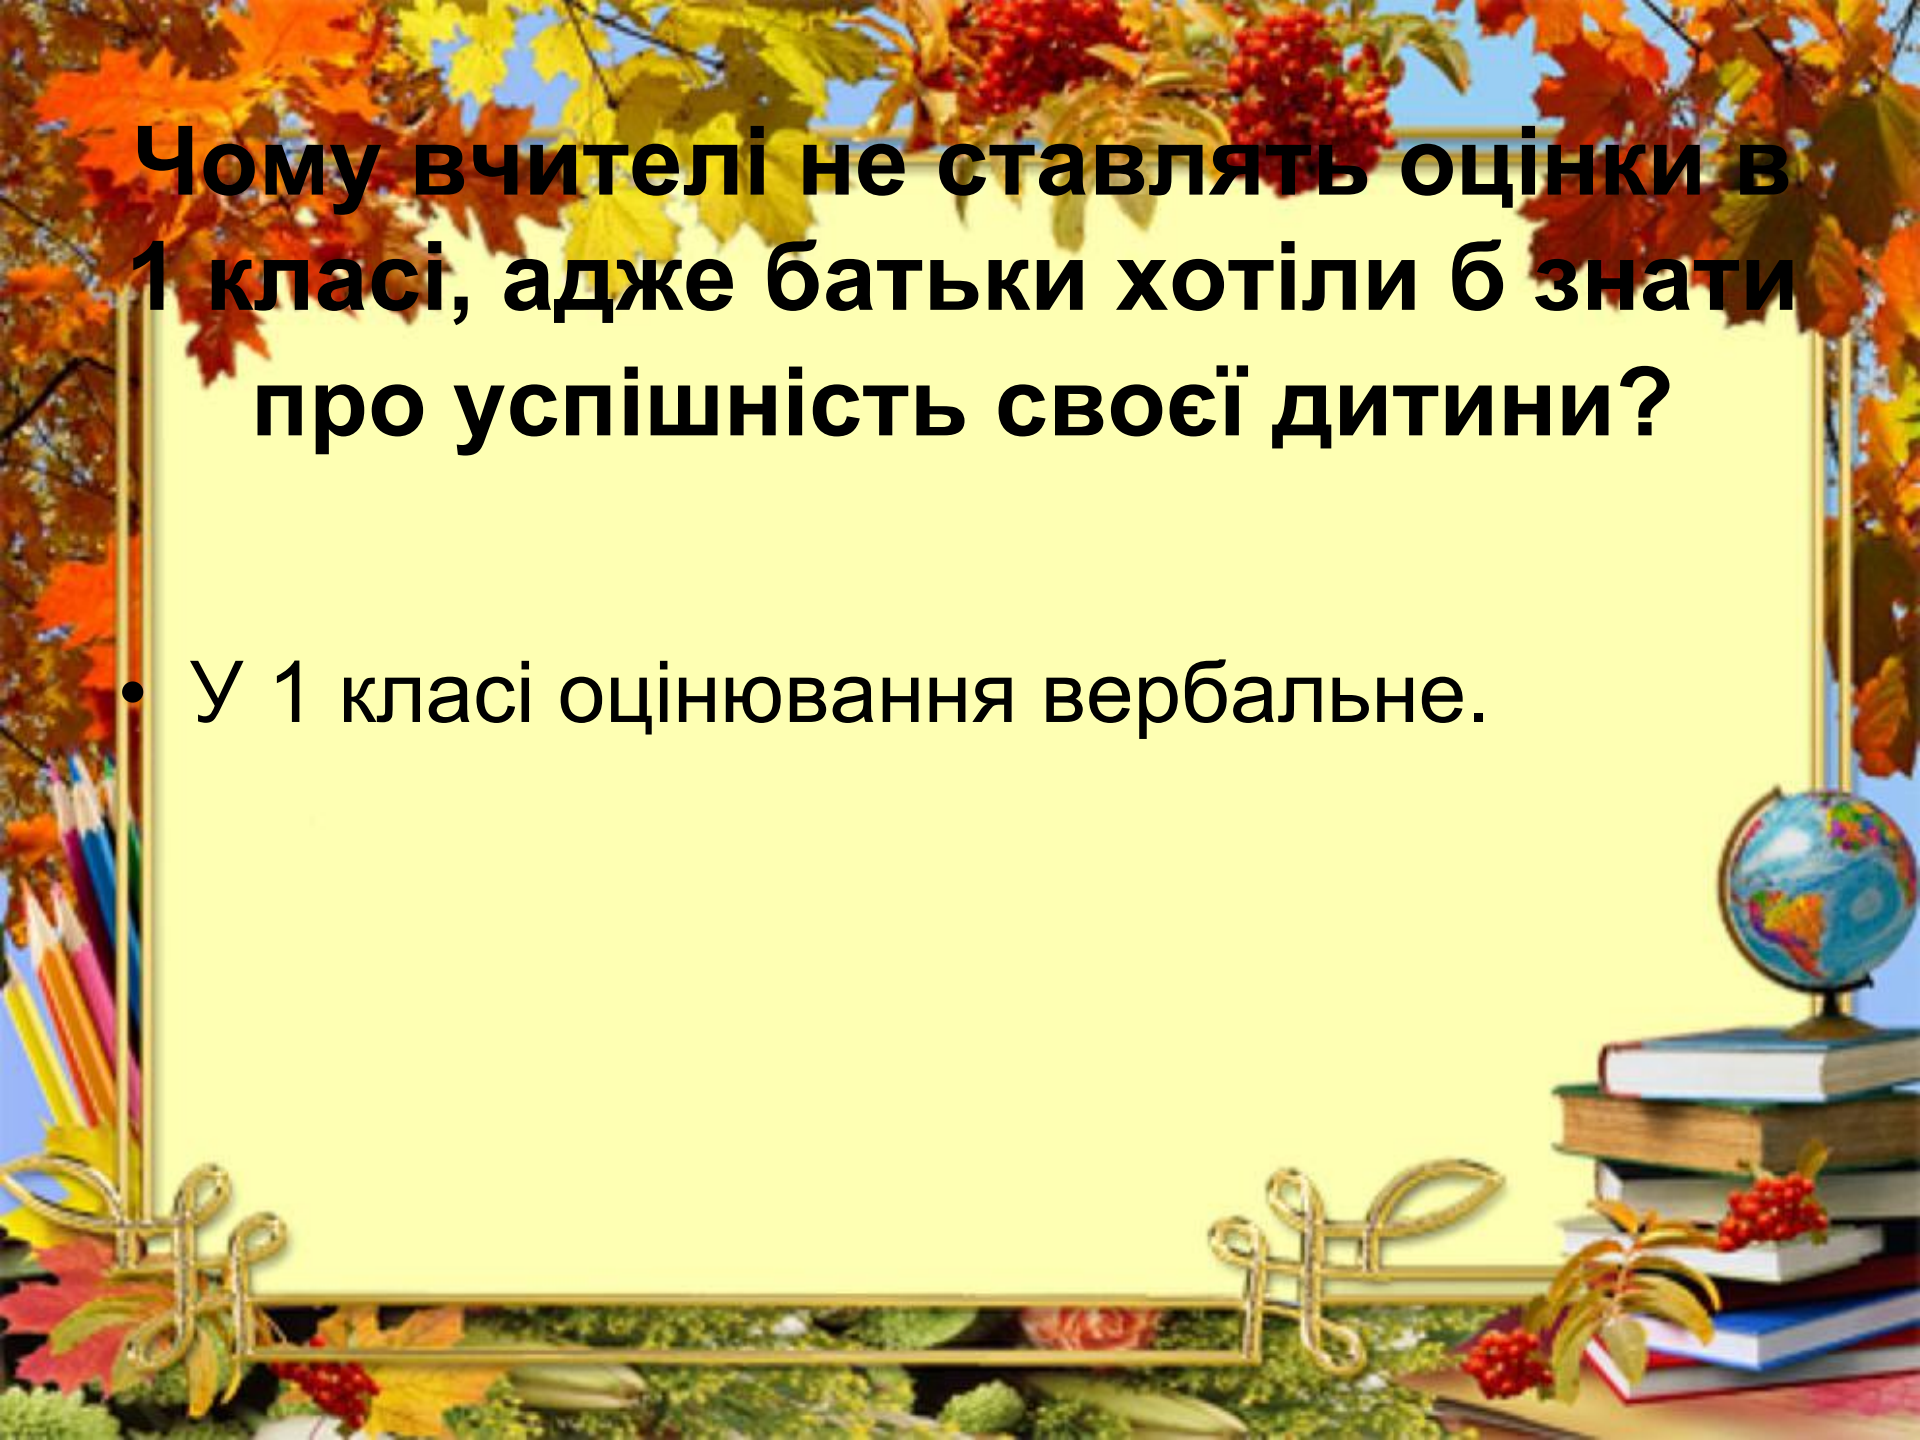 Чому вчителі не ставлять оцінки в
1 класі, адже батьки хотіли б знати
про успішність своєї дитини?
• У 1 класі оцінювання вербальне.